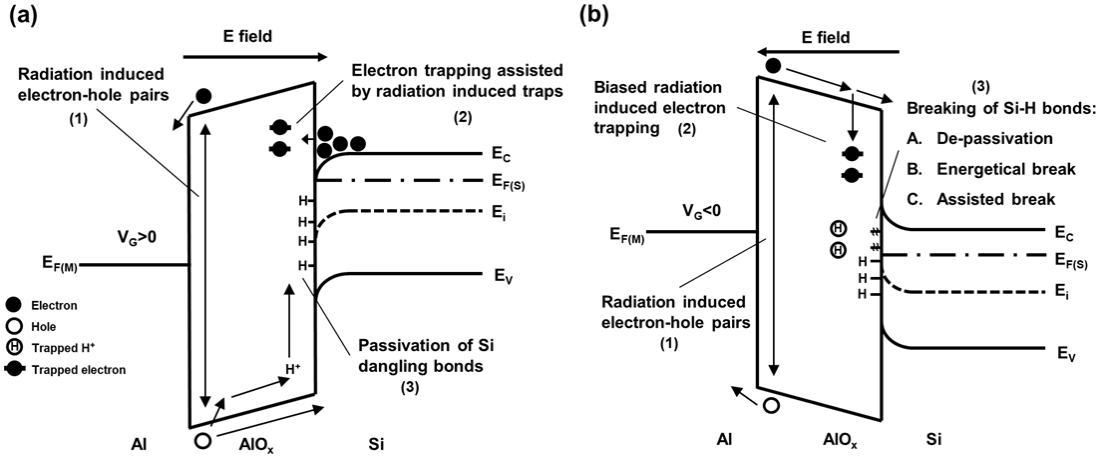 (a)
E field
Radiation induced
electron-hole pairs
(1)
Electron trapping assisted
by radiation induced traps
(2)
E_C
E_F(S)
E_i
E_V
H
H
H
H
V_G>0
E_F(M)
Electron
Hole
H Trapped H⁺
Trapped electron
H⁺
Passivation of Si
dangling bonds
(3)
Al
AlO_x
Si
(b)
E field
Biased radiation
induced electron
trapping (2)
(3)
Breaking of Si-H bonds:
A. De-passivation
B. Energetical break
C. Assisted break
V_G<0
E_F(M)
H
H
H
H
H
E_C
E_F(S)
E_i
E_V
Radiation induced
electron-hole pairs
(1)
Al
AlO_x
Si